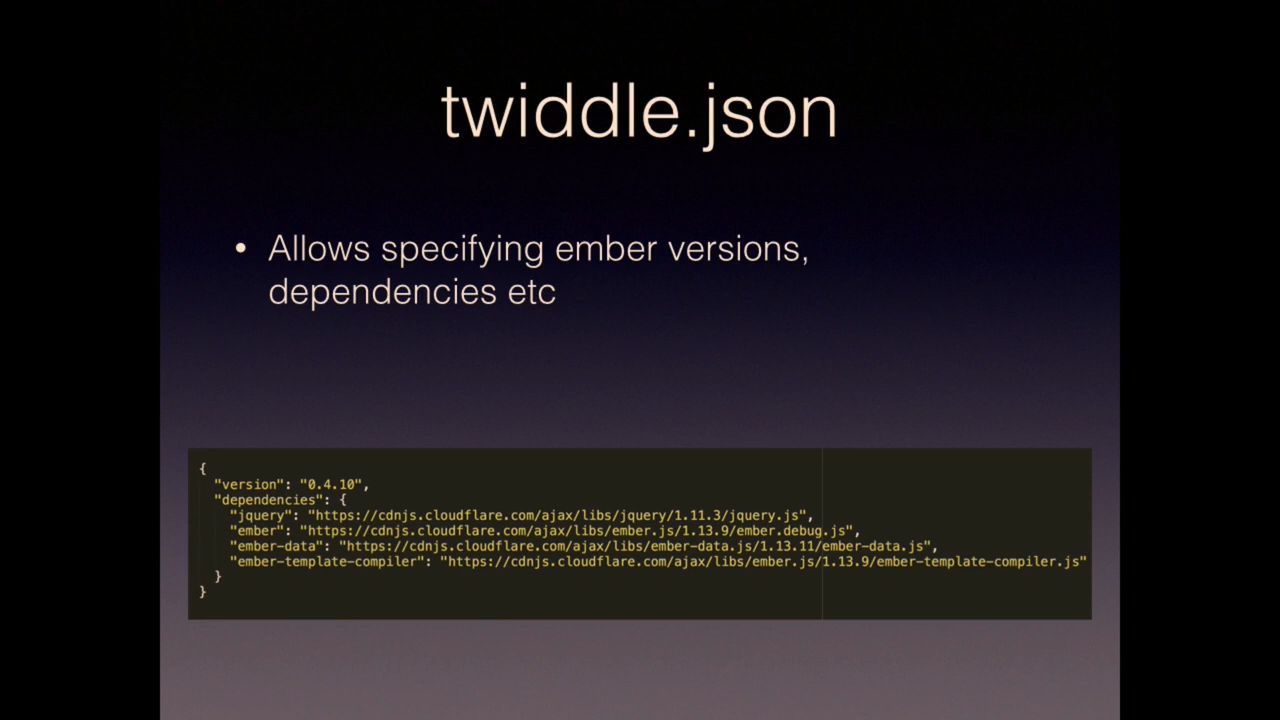 twiddle.json
• Allows specifying ember versions,
dependencies etc
{
  "version": "0.4.10",
  "dependencies": {
    "jquery": "https://cdnjs.cloudflare.com/ajax/libs/jquery/1.11.3/jquery.js",
    "ember": "https://cdnjs.cloudflare.com/ajax/libs/ember.js/1.13.9/ember.debug.js",
    "ember-data": "https://cdnjs.cloudflare.com/ajax/libs/ember-data.js/1.13.11/ember-data.js",
    "ember-template-compiler": "https://cdnjs.cloudflare.com/ajax/libs/ember.js/1.13.9/ember-template-compiler.js"
  }
}